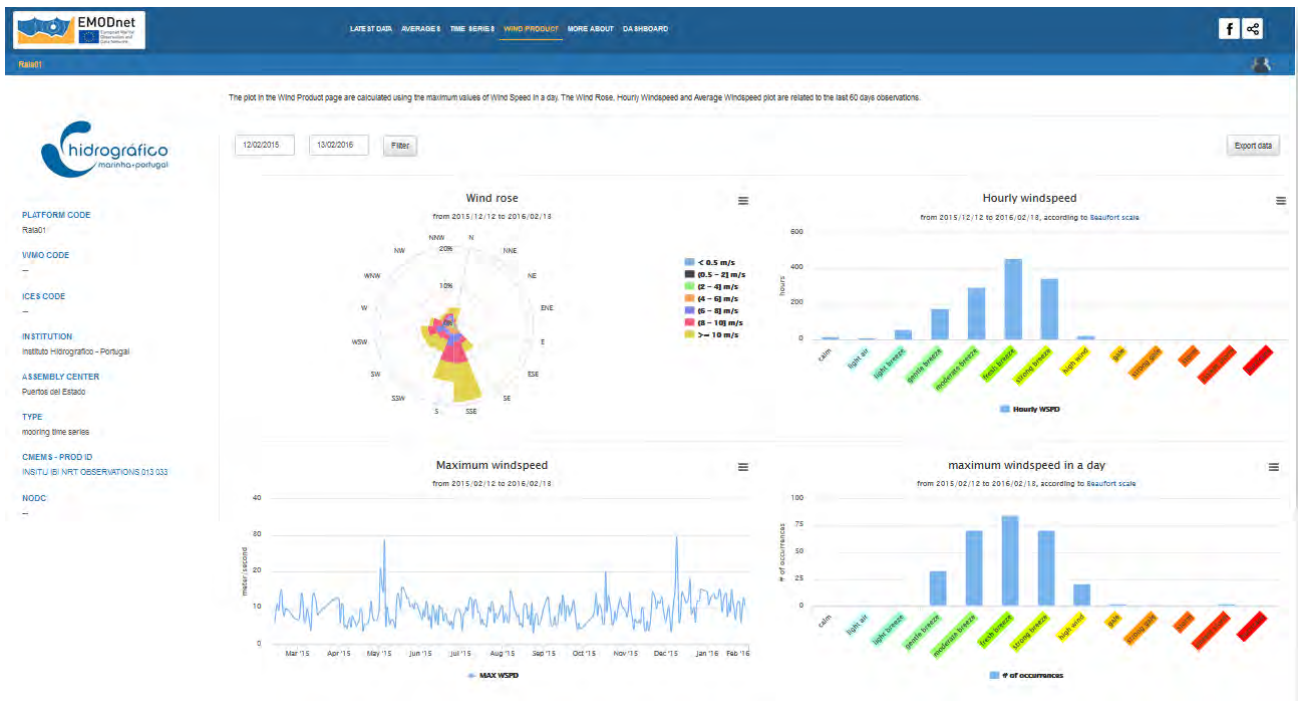 EMODnet
LATEST DATA AVERAGES TIME SERIES WIND PRODUCT MORE ABOUT DASHBOARD
Raia01
The plot in the Wind Product page are calculated using the maximum values of Wind Speed in a day. The Wind Rose, Hourly Windspeed and Average Windspeed plot are related to the last 60 days observations.
hidrográfico
marinha-portugal
12/02/2015 13/02/2016 Filter Export data
PLATFORM CODE
Raia01
WMO CODE
--
ICES CODE
--
INSTITUTION
Instituto Hidrografico - Portugal
ASSEMBLY CENTER
Puertos del Estado
TYPE
mooring time series
CMEMS - PROD ID
INSITU IBI NRT OBSERVATIONS 013 033
NODC
--
Wind rose
from 2015/12/12 to 2016/02/13
N
NNE
NE
ENE
E
ESE
SE
SSE
S
SSW
SW
WSW
W
WNW
NW
NNW
20%
10%
< 0.5 m/s
(0.5 - 2] m/s
(2 - 4] m/s
(4 - 6] m/s
(6 - 8] m/s
(8 - 10] m/s
>= 10 m/s
Hourly windspeed
from 2015/12/12 to 2016/02/13, according to Beaufort scale
hours
600
400
200
0
calm light air light breeze gentle breeze moderate breeze fresh breeze strong breeze high wind gale strong gale storm
Hourly WSPD
Maximum windspeed
from 2015/02/12 to 2016/02/13
meter/second
40
30
20
10
0
Mar '15 Apr '15 May '15 Jun '15 Jul '15 Aug '15 Sep '15 Oct '15 Nov '15 Dec '15 Jan '16 Feb '16
MAX WSPD
maximum windspeed in a day
from 2015/02/12 to 2016/02/13, according to Beaufort scale
# of occurrences
100
75
50
25
0
calm light air light breeze gentle breeze moderate breeze fresh breeze strong breeze high wind gale strong gale storm
# of occurrences